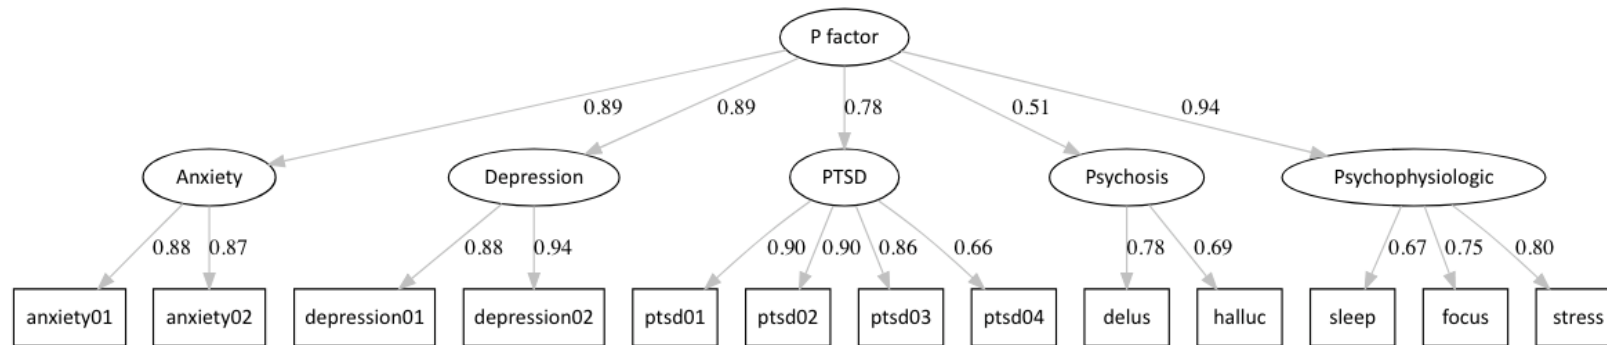 P factor
0.89 0.89 0.78 0.51 0.94
Anxiety Depression PTSD Psychosis Psychophysiologic
0.88 0.87 0.88 0.94 0.90 0.90 0.86 0.66 0.78 0.69 0.67 0.75 0.80
anxiety01 anxiety02 depression01 depression02 ptsd01 ptsd02 ptsd03 ptsd04 delus halluc sleep focus stress